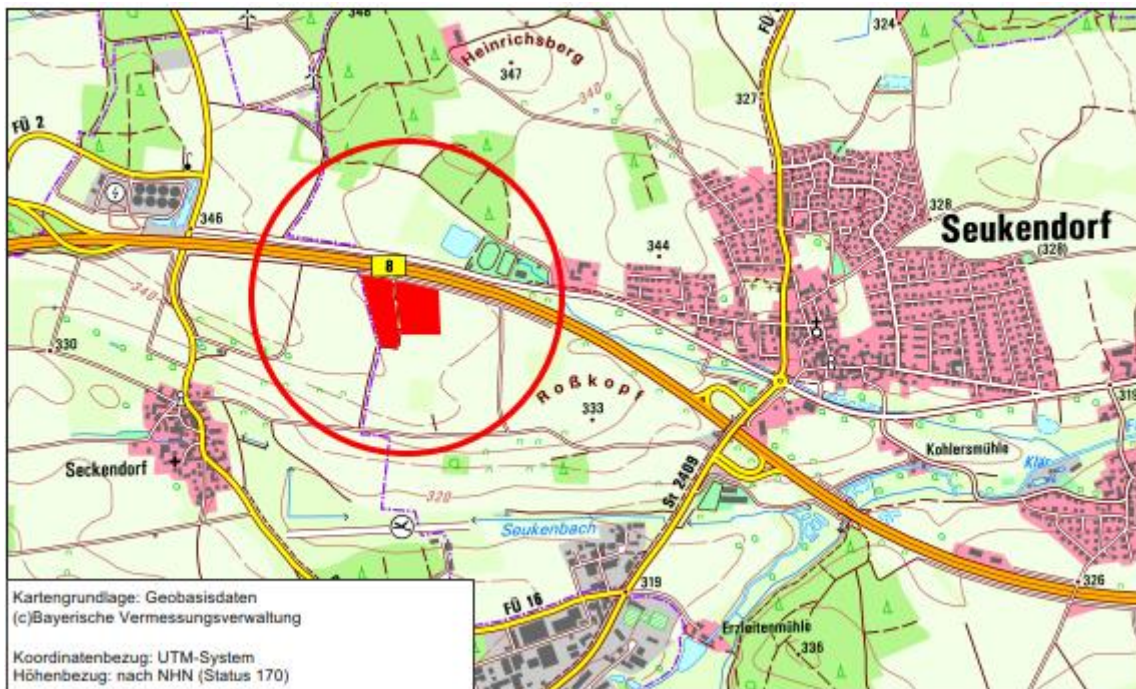 348
Heinrichsberg
347
340
FÜ
324
327
FÜ 2
346
8
344
328
Seukendorf
(328)
340
330
Roßkopf
333
319
Seckendorf
320
St 2409
Kohlersmühle
Klär
Seukenbach
319
FÜ 16
326
Erzleitenmühle
336
Kartengrundlage: Geobasisdaten
(c)Bayerische Vermessungsverwaltung
Koordinatenbezug: UTM-System
Höhenbezug: nach NHN (Status 170)